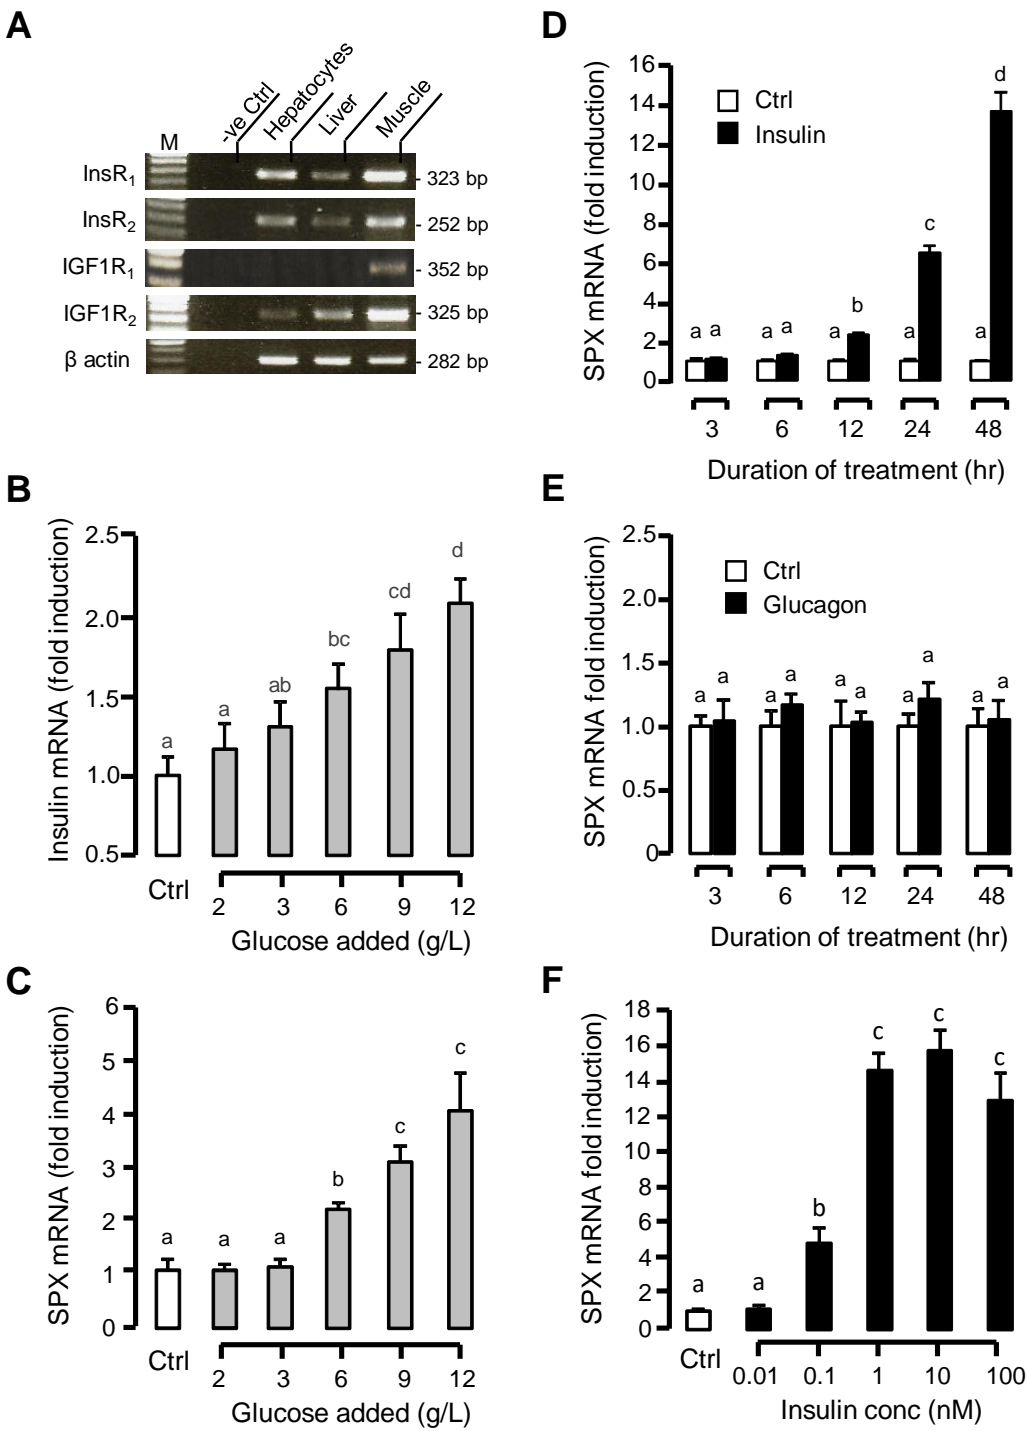 A
M
-ve Ctrl
Hepatocytes
Liver
Muscle
InsR1
323 bp
InsR2
252 bp
IGF1R1
352 bp
IGF1R2
325 bp
β actin
282 bp
B
Insulin mRNA (fold induction)
2.5
2.0
1.5
1.0
0.5
a
a
ab
bc
cd
d
Ctrl
2 3 6 9 12
Glucose added (g/L)
C
SPX mRNA (fold induction)
6
5
4
3
2
1
0
a
a
a
b
c
c
Ctrl
2 3 6 9 12
Glucose added (g/L)
D
SPX mRNA (fold induction)
16
14
12
10
8
6
4
2
0
Ctrl
Insulin
a a
a a
a b
a c
a d
3 6 12 24 48
Duration of treatment (hr)
E
SPX mRNA fold induction)
2.5
2.0
1.5
1.0
0.5
0
Ctrl
Glucagon
a a
a a
a a
a a
a a
3 6 12 24 48
Duration of treatment (hr)
F
SPX mRNA fold induction)
18
16
14
12
10
8
6
4
2
0
a
a
b
c
c
c
Ctrl
0.01 0.1 1 10 100
Insulin conc (nM)